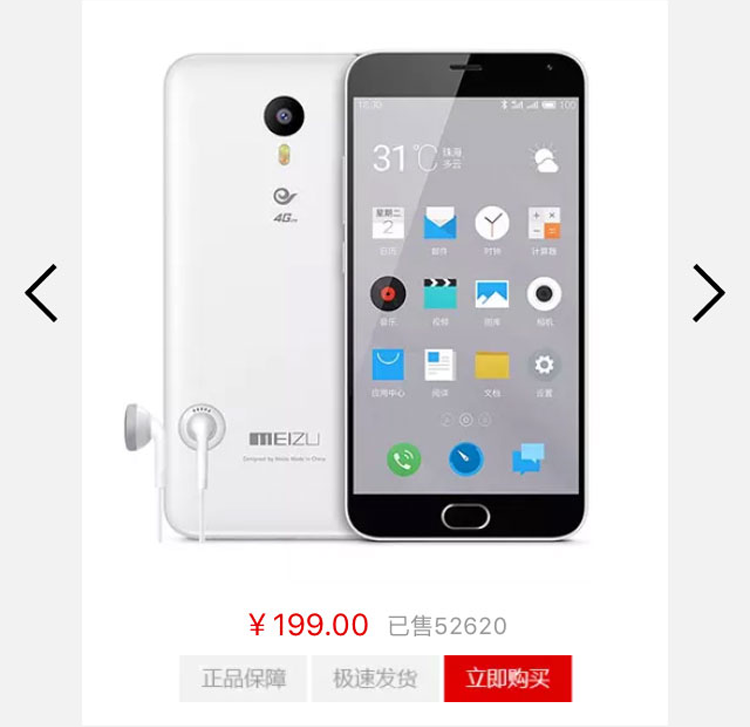 4G
MEIZU
Designed by Meizu Made in China
18:30
100
31℃ 珠海
多云
星期二
2
日历 邮件 时钟 计算器
音乐 视频 图库 相机
应用中心 阅读 文档 设置
¥199.00 已售52620
正品保障 极速发货 立即购买